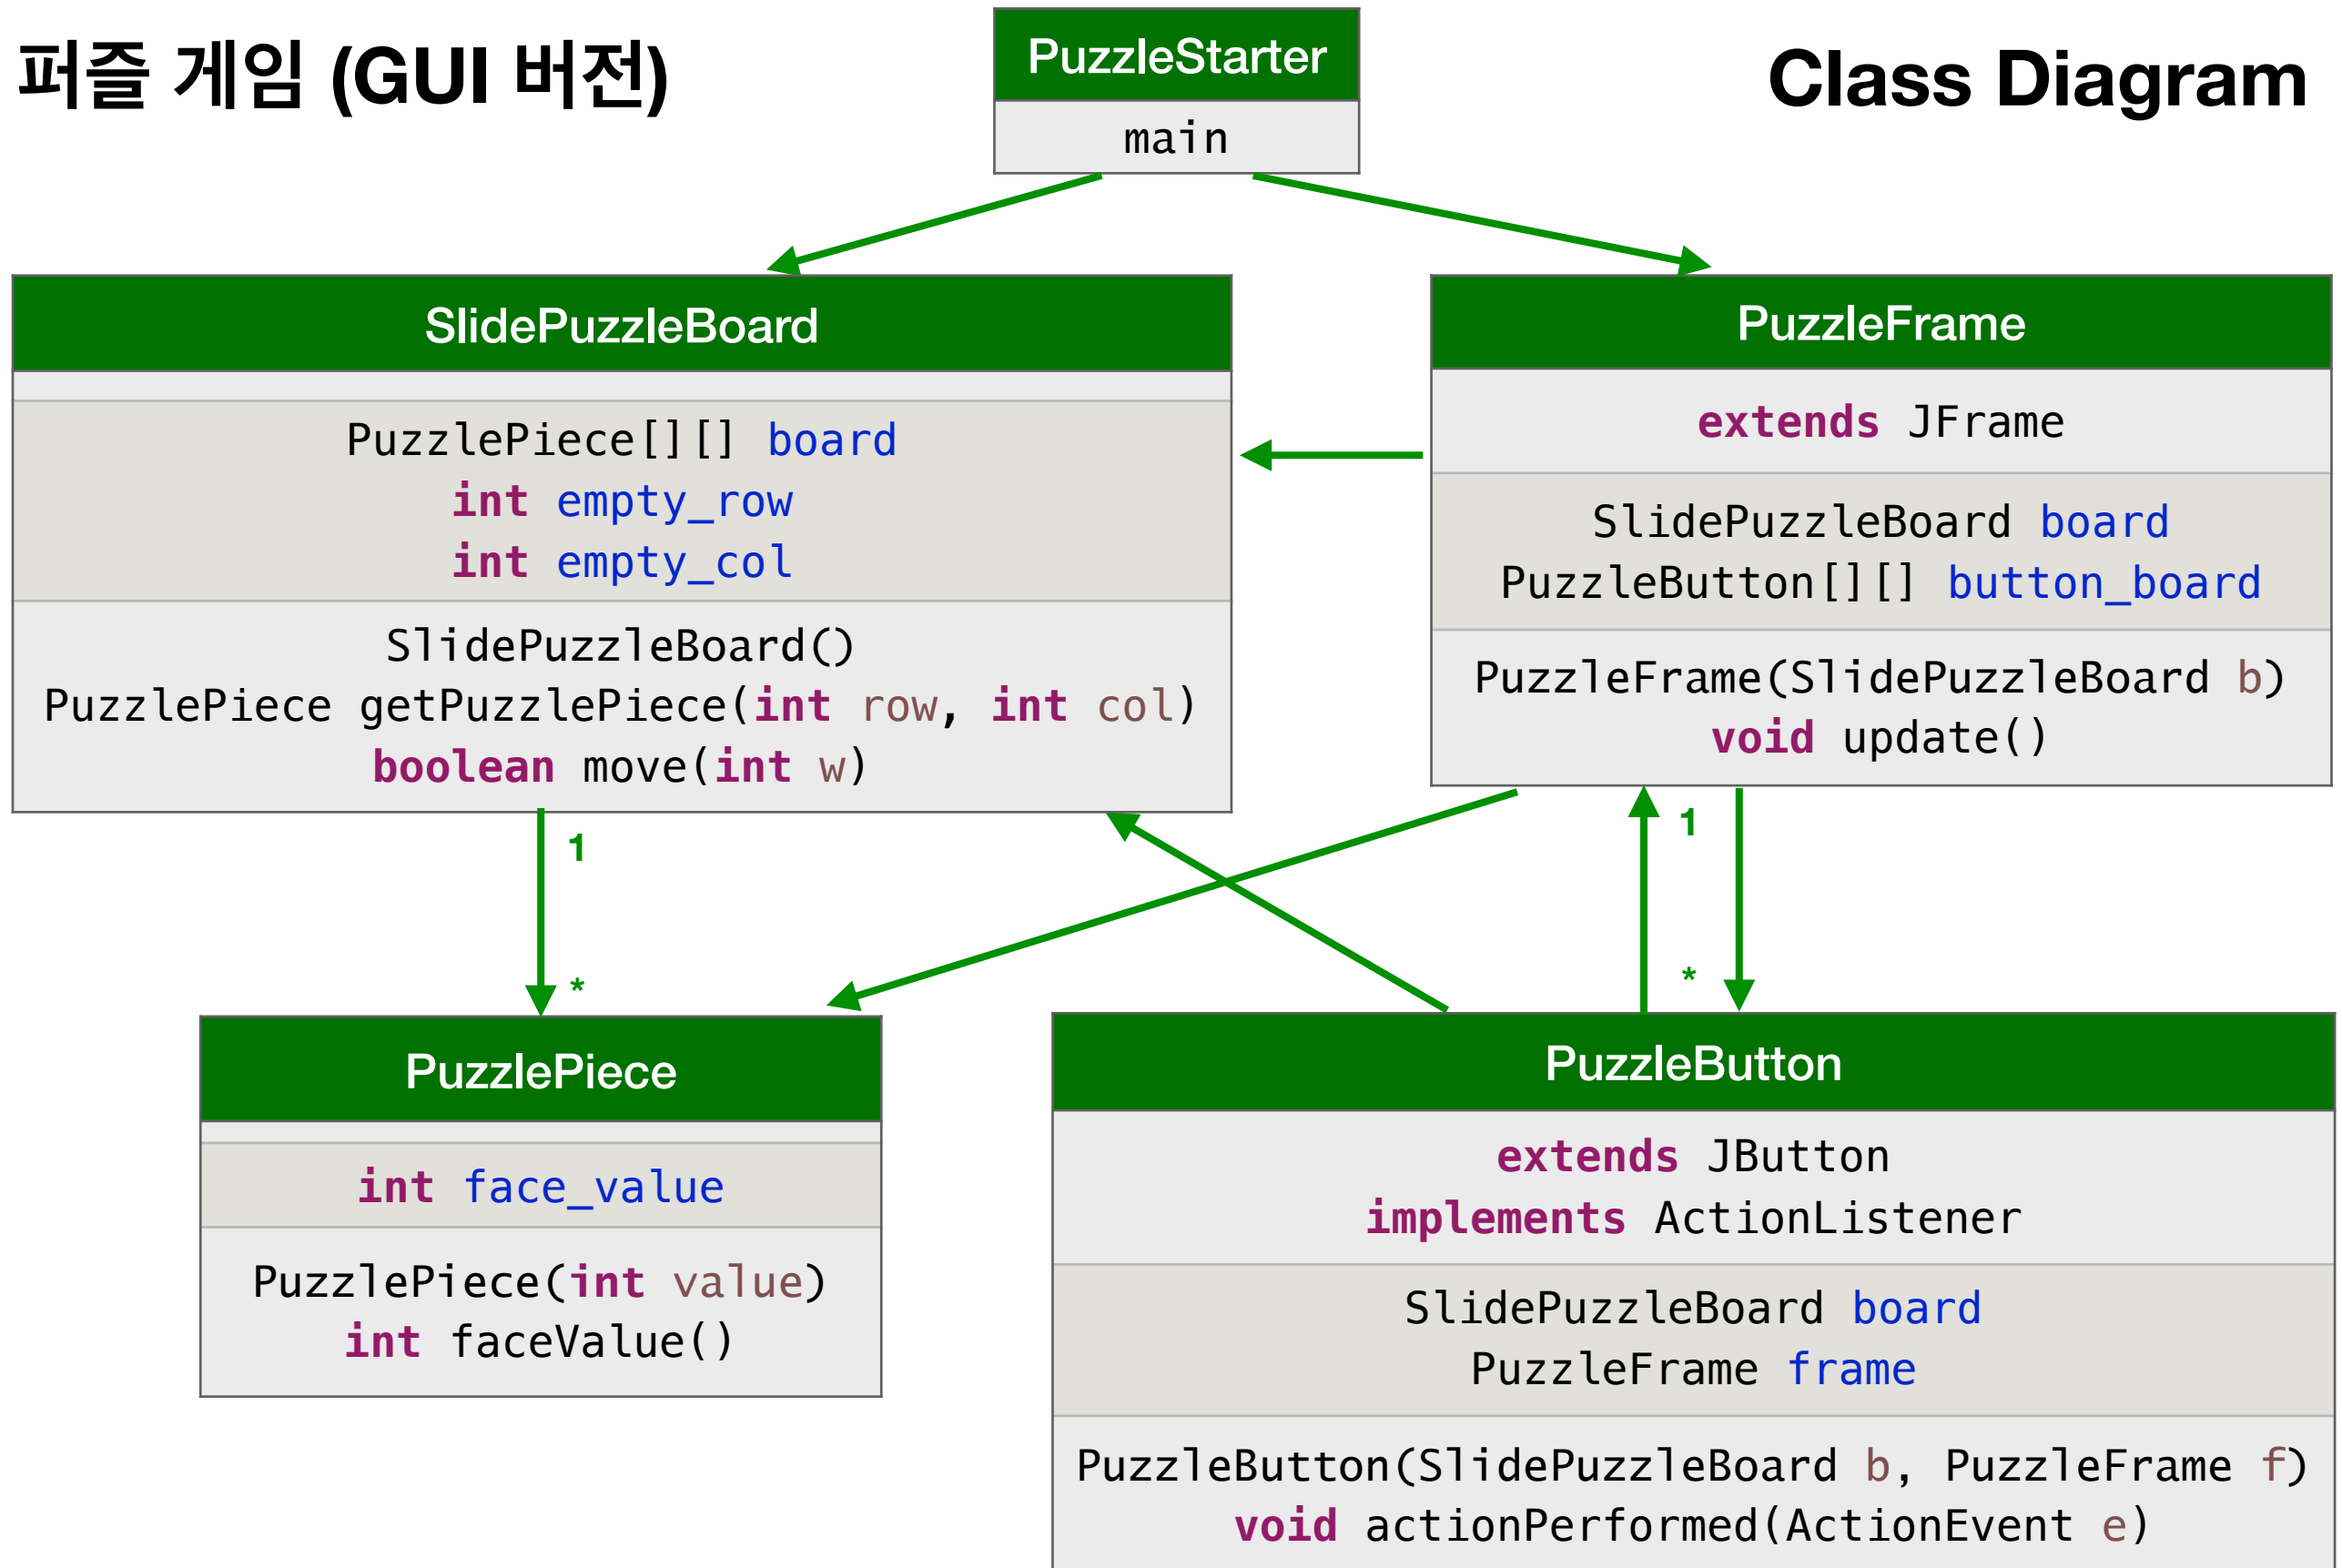 퍼즐 게임 (GUI 버전)
Class Diagram
PuzzleStarter
main
SlidePuzzleBoard
PuzzlePiece[][] board
int empty_row
int empty_col
SlidePuzzleBoard()
PuzzlePiece getPuzzlePiece(int row, int col)
boolean move(int w)
PuzzleFrame
extends JFrame
SlidePuzzleBoard board
PuzzleButton[][] button_board
PuzzleFrame(SlidePuzzleBoard b)
void update()
1
*
1
*
PuzzlePiece
int face_value
PuzzlePiece(int value)
int faceValue()
PuzzleButton
extends JButton
implements ActionListener
SlidePuzzleBoard board
PuzzleFrame frame
PuzzleButton(SlidePuzzleBoard b, PuzzleFrame f)
void actionPerformed(ActionEvent e)